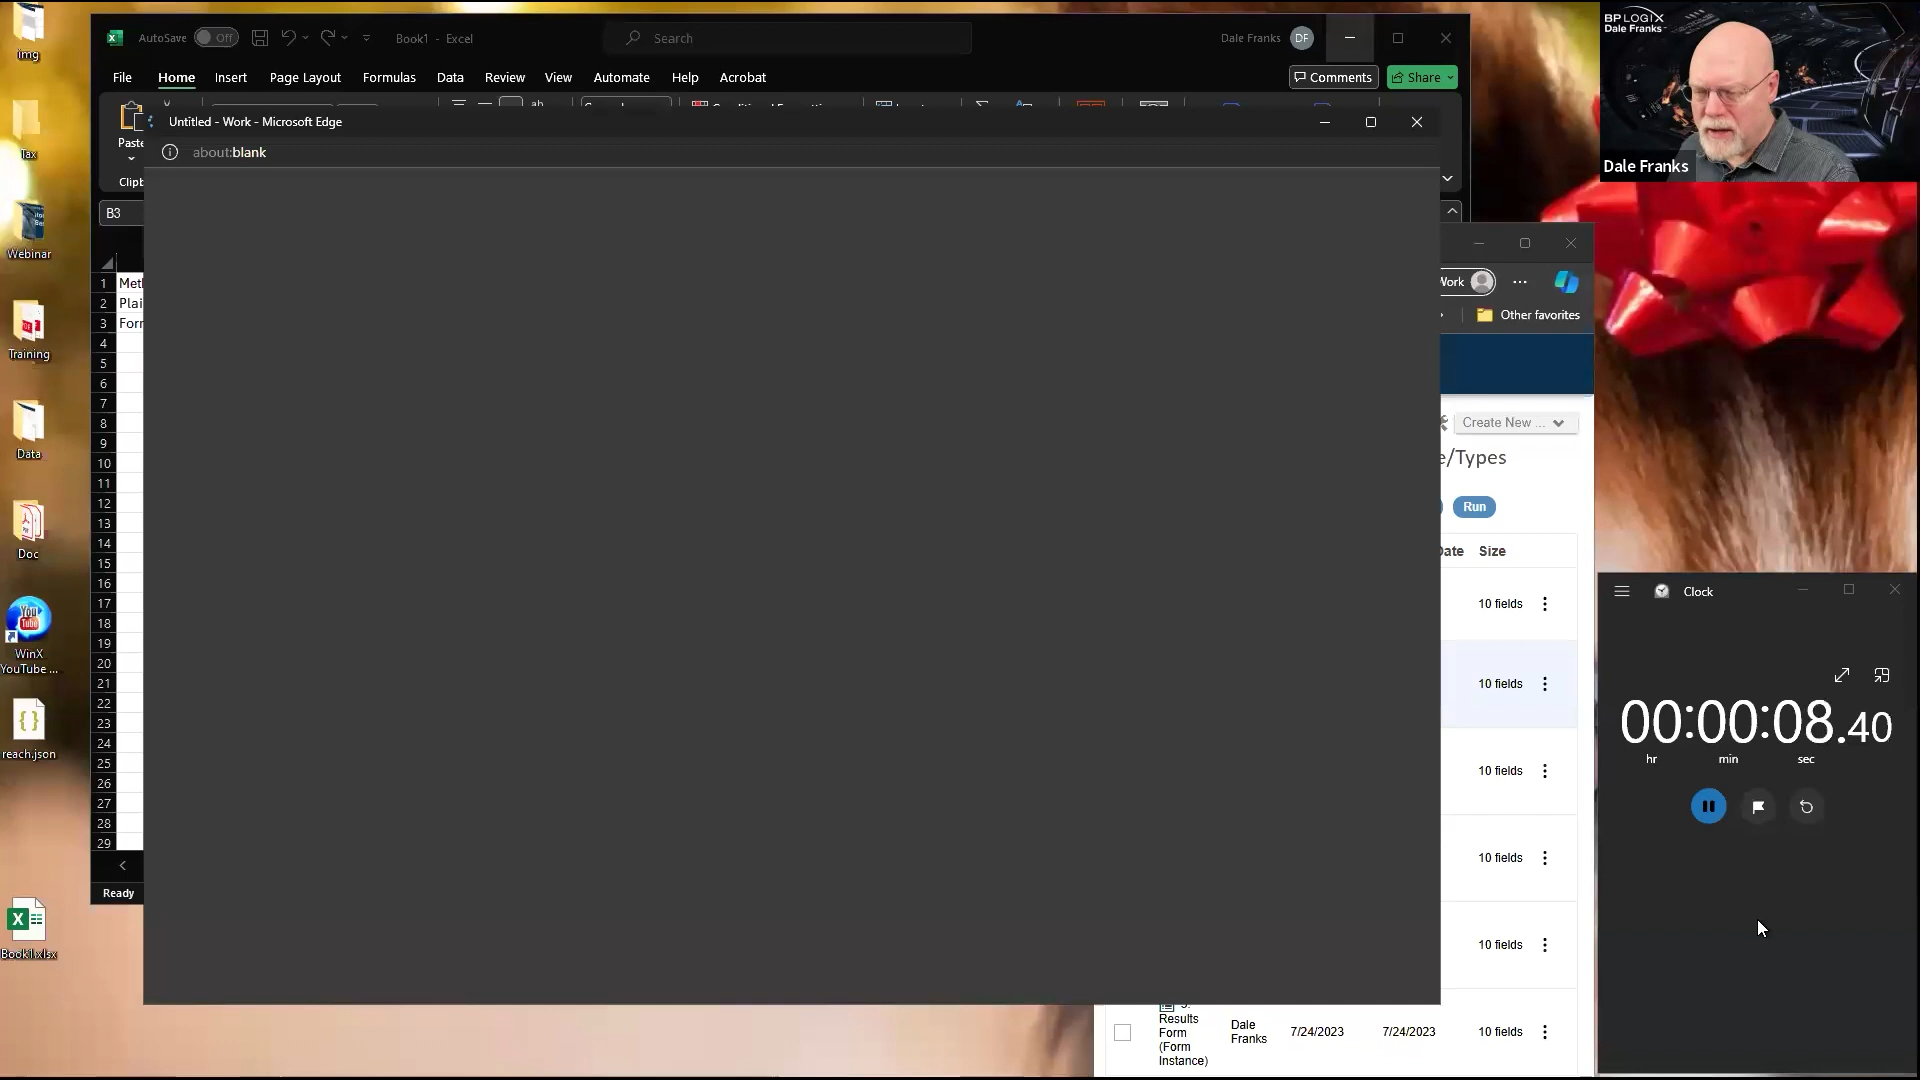 img
Tax
Webinar
Training
Data
Doc
WinX
YouTube ...
reach.json
Book1.xlsx
AutoSave Off
Book1 - Excel
Search
Dale Franks DF
File Home Insert Page Layout Formulas Data Review View Automate Help Acrobat
Comments Share
Paste
Untitled - Work - Microsoft Edge
about:blank
B3
1
2 Plai
3
4
5
6
7
8
9
10
11
12
13
14
15
16
17
18
19
20
21
22
23
24
25
26
27
28
29
Ready
Work
Other favorites
Create New ...
e/Types
Run
Date Size
10 fields
10 fields
10 fields
10 fields
10 fields
Results
Form
(Form
Instance)
Dale
Franks
7/24/2023 7/24/2023 10 fields
BP LOGIX
Dale Franks
Dale Franks
Clock
00:00:08.40
hr min sec